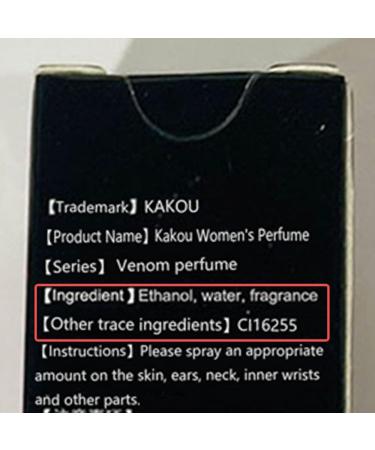 【Trademark】KAKOU
【Product Name】Kakou Women's Perfume
【Series】 Venom perfume
【Ingredient】Ethanol, water, fragrance
【Other trace ingredients】CI16255
【Instructions】Please spray an appropriate
amount on the skin, ears, neck, inner wrists
and other parts.